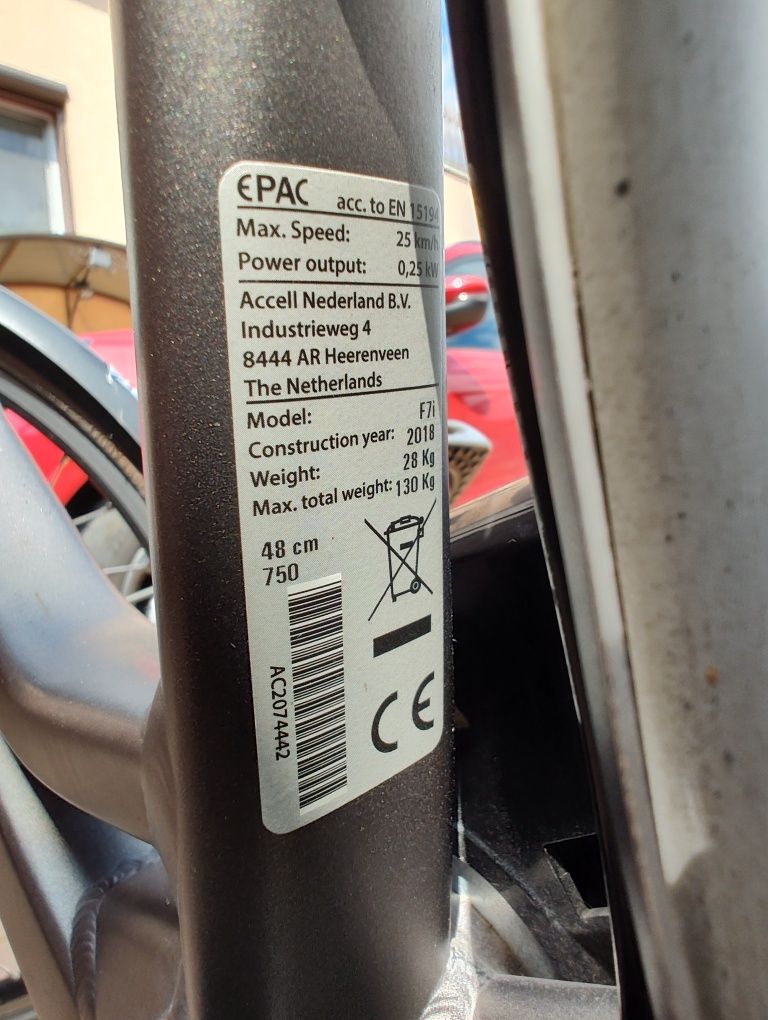 EPAC acc. to EN 15194
Max. Speed: 25 km/h
Power output: 0,25 kW
Accell Nederland B.V.
Industrieweg 4
8444 AR Heerenveen
The Netherlands
Model: F7i
Construction year: 2018
Weight: 28 Kg
Max. total weight: 130 Kg
48 cm
750
AC2074442
CE